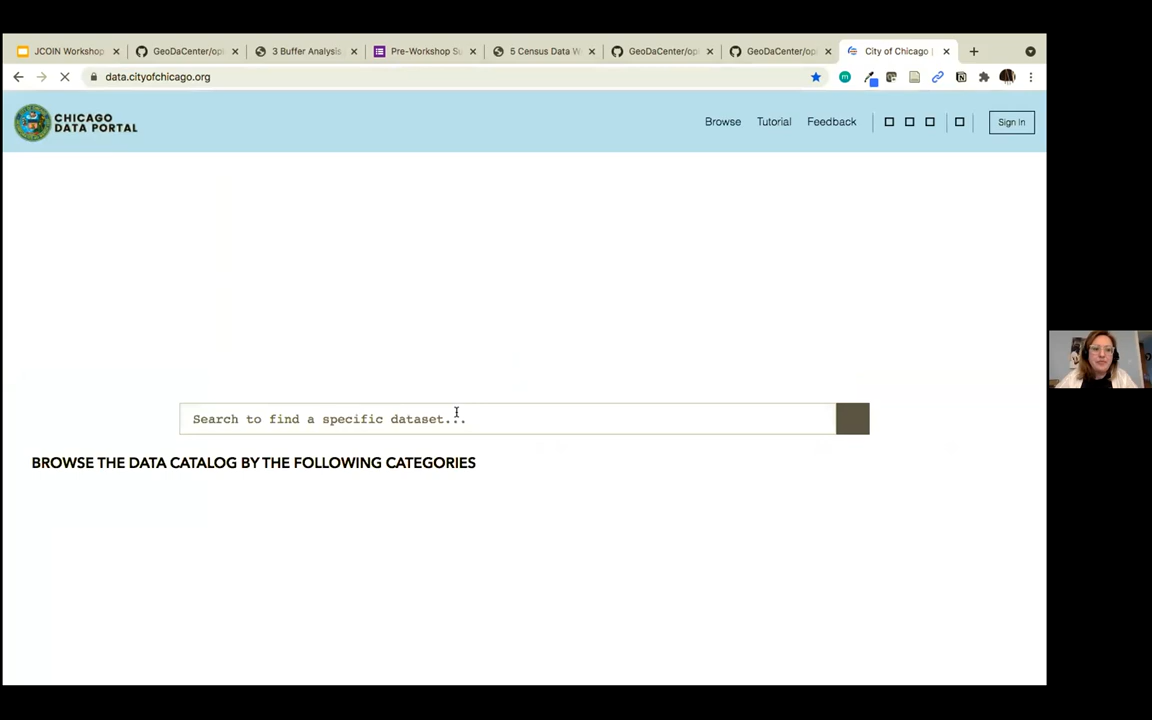 JCOIN Workshop
GeoDaCenter/op
3 Buffer Analysis
Pre-Workshop Su
5 Census Data W
GeoDaCenter/op
GeoDaCenter/op
City of Chicago |
data.cityofchicago.org
CHICAGO
DATA PORTAL
Browse
Tutorial
Feedback
Sign In
Search to find a specific dataset...
BROWSE THE DATA CATALOG BY THE FOLLOWING CATEGORIES